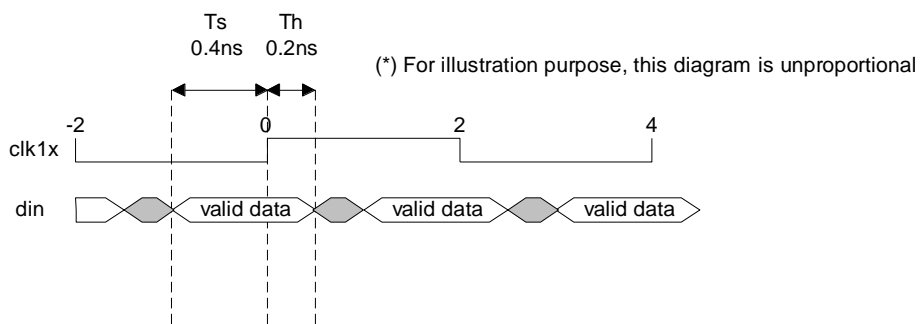 Ts Th
0.4ns 0.2ns
(*) For illustration purpose, this diagram is unproportional
-2 0 2 4
clk1x
din valid data valid data valid data